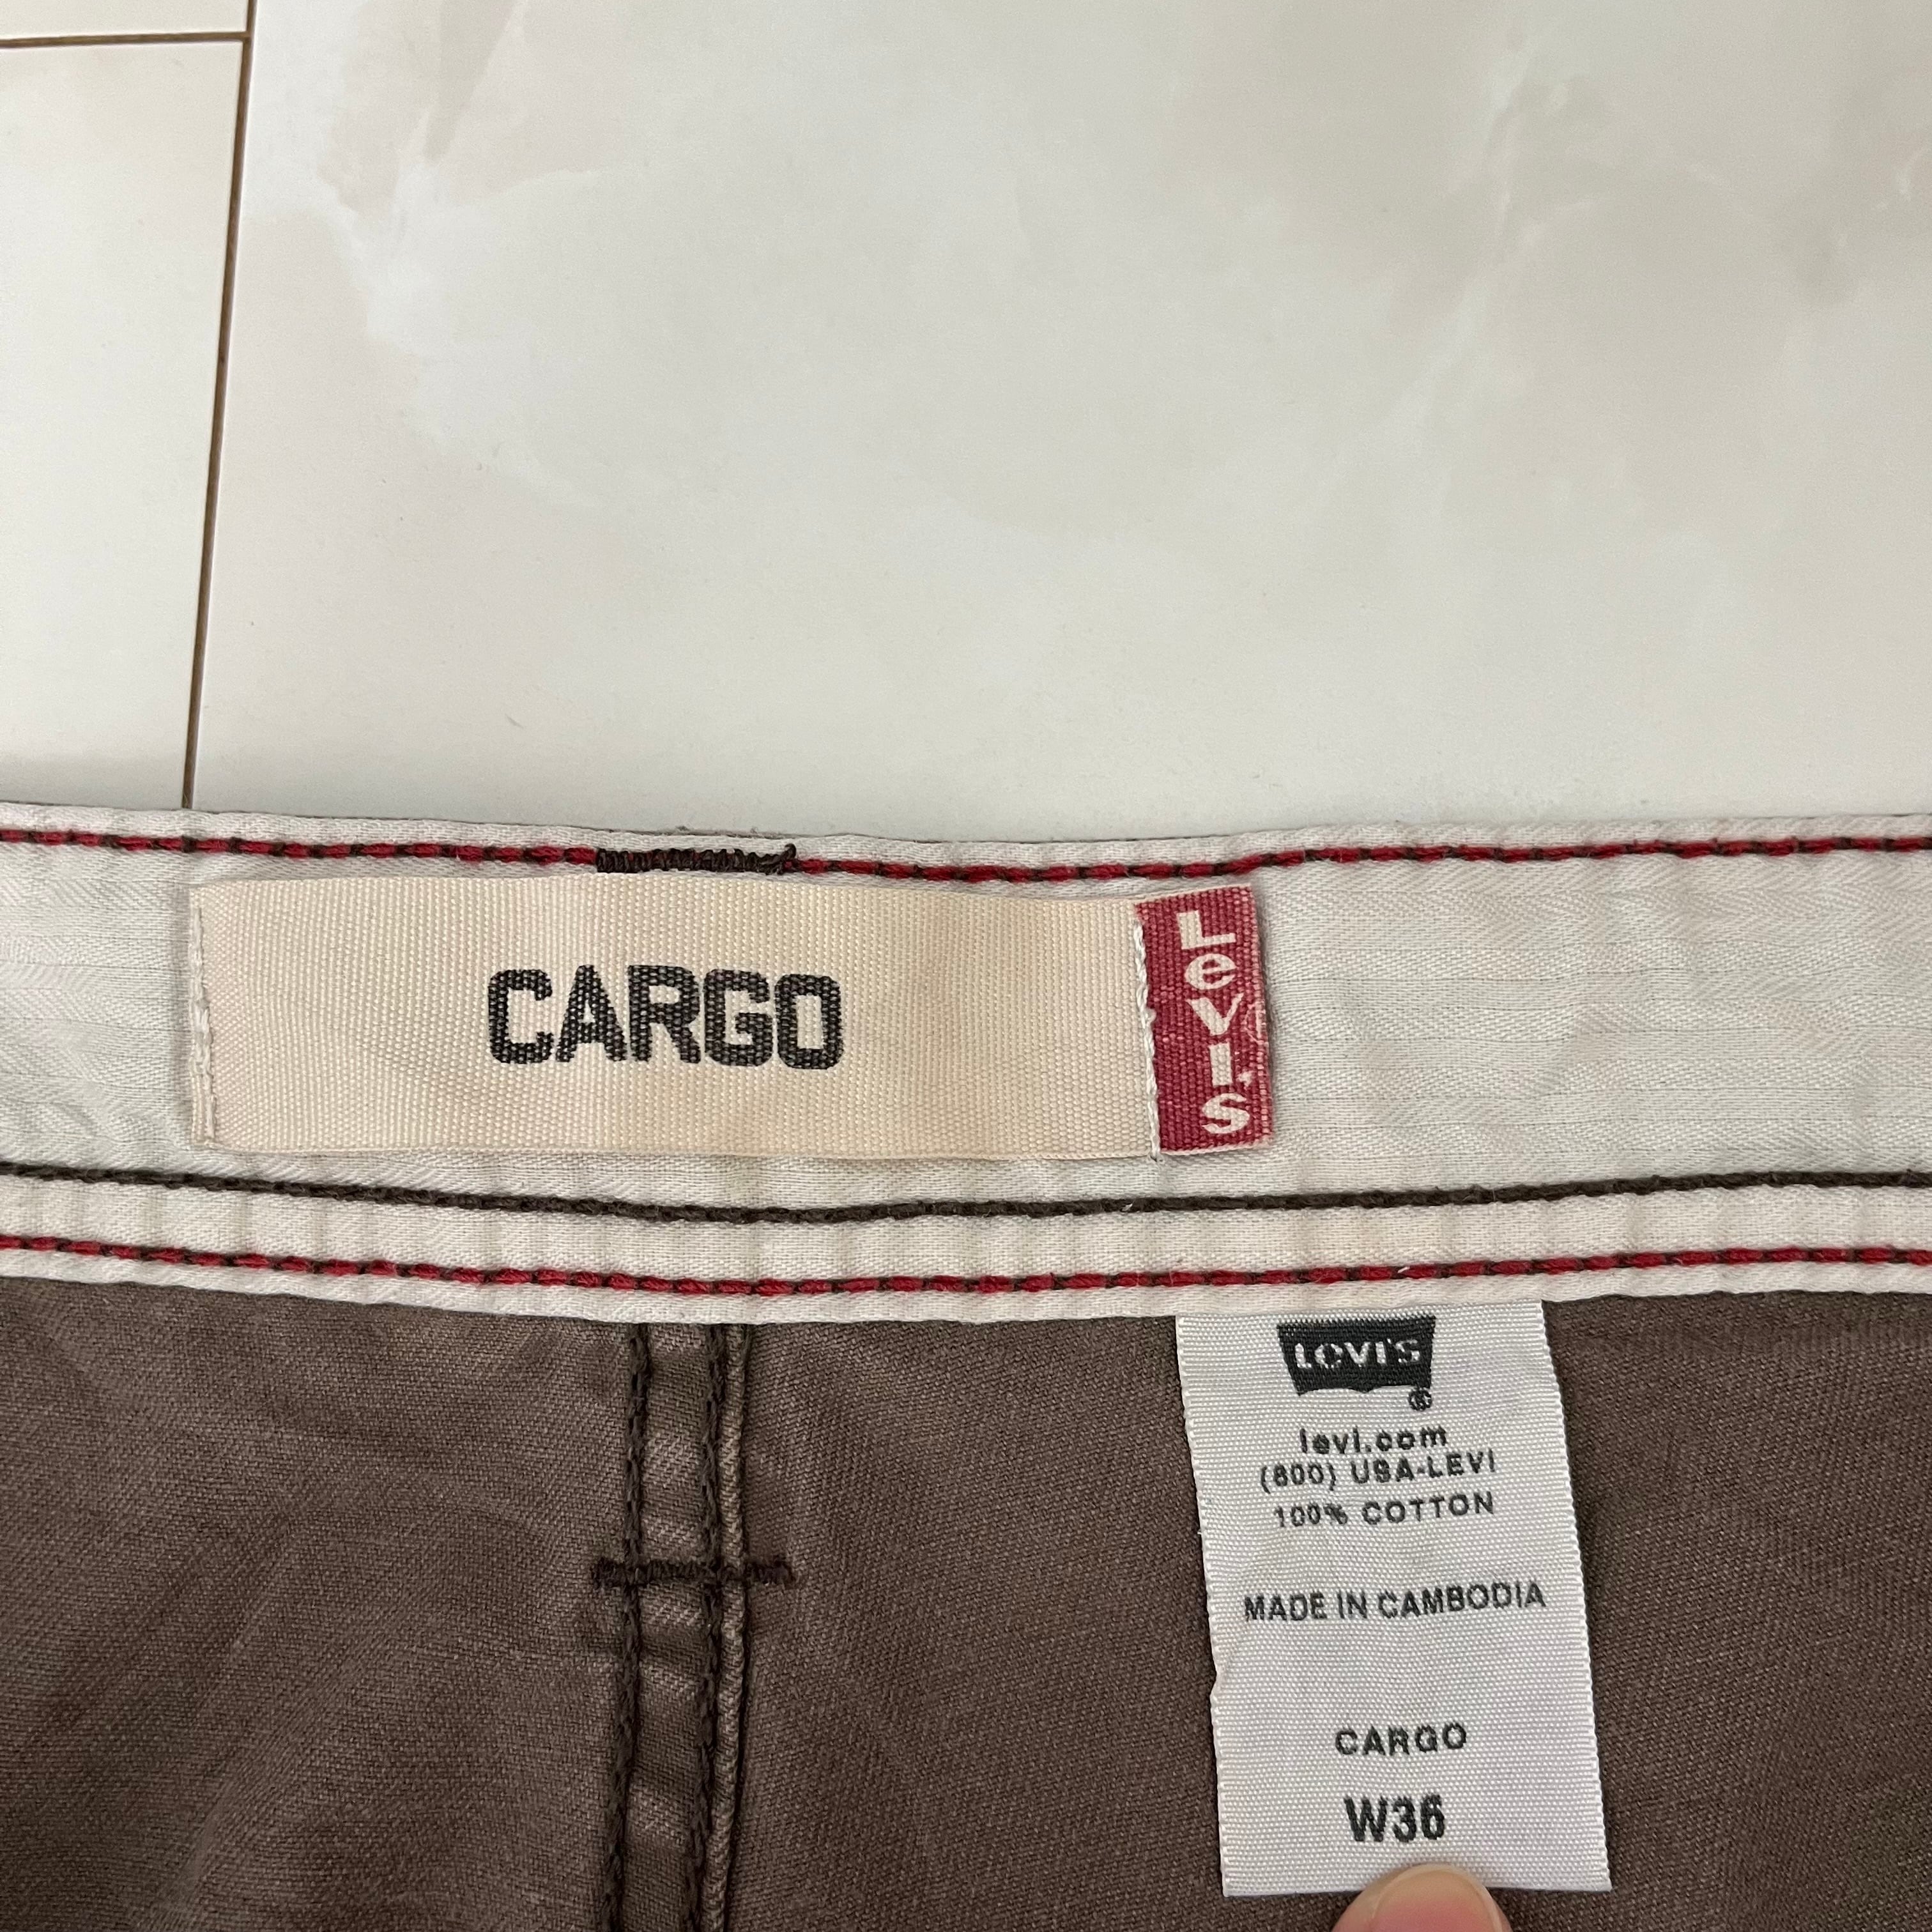 CARGO
LeVI'S
LEVI'S
®
levi.com
(800) USA-LEVI
100% COTTON
MADE IN CAMBODIA
CARGO
W36